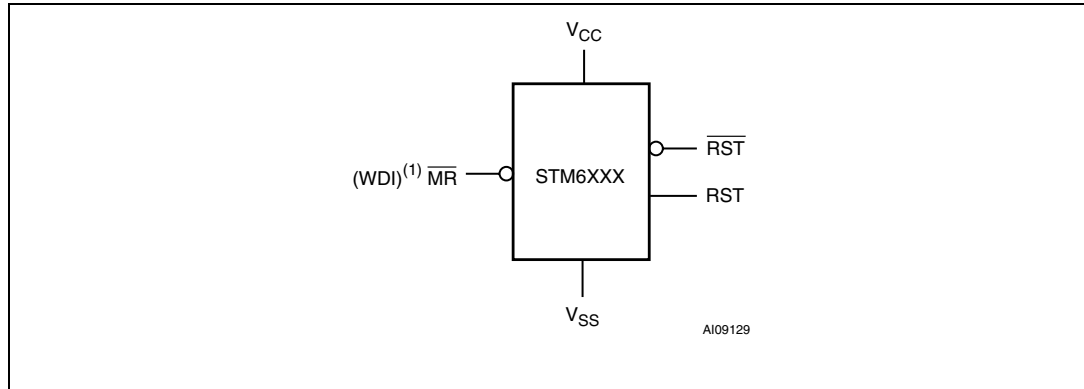 V_CC
(WDI)^(1) M̅R̅ STM6XXX R̅S̅T̅
RST
V_SS
AI09129